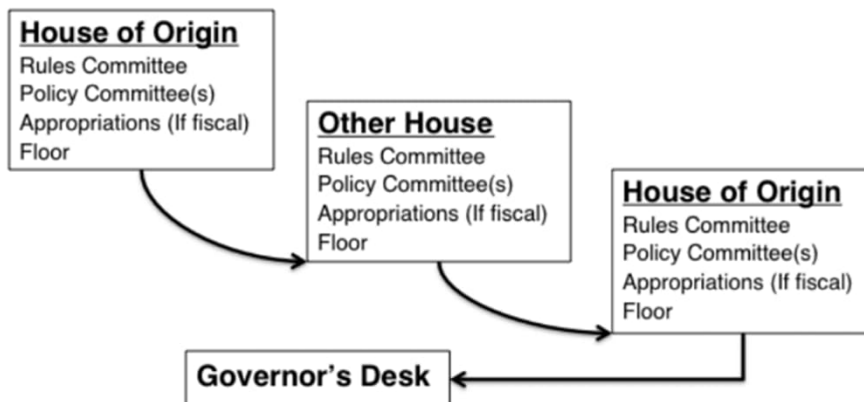 House of Origin
Rules Committee
Policy Committee(s)
Appropriations (If fiscal)
Floor
Other House
Rules Committee
Policy Committee(s)
Appropriations (If fiscal)
Floor
House of Origin
Rules Committee
Policy Committee(s)
Appropriations (If fiscal)
Floor
Governor's Desk